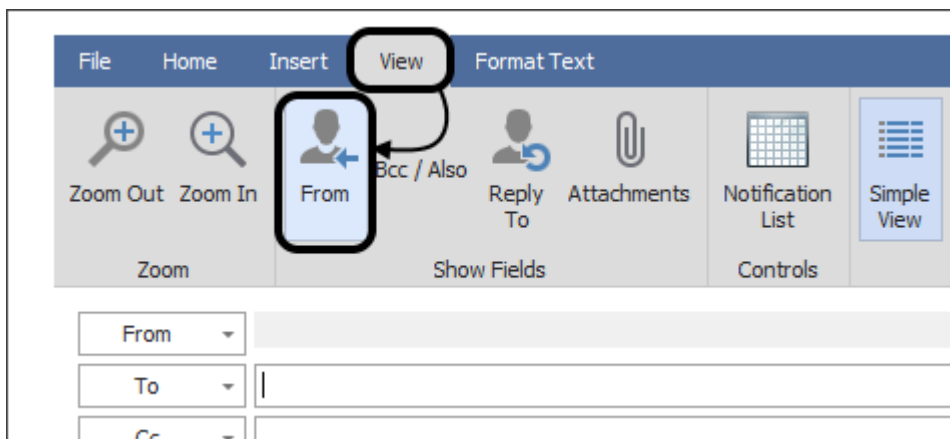 File Home Insert View Format Text
Zoom Out Zoom In From Bcc / Also Reply To Attachments Notification List Simple View
Zoom Show Fields Controls
From
To
Cc